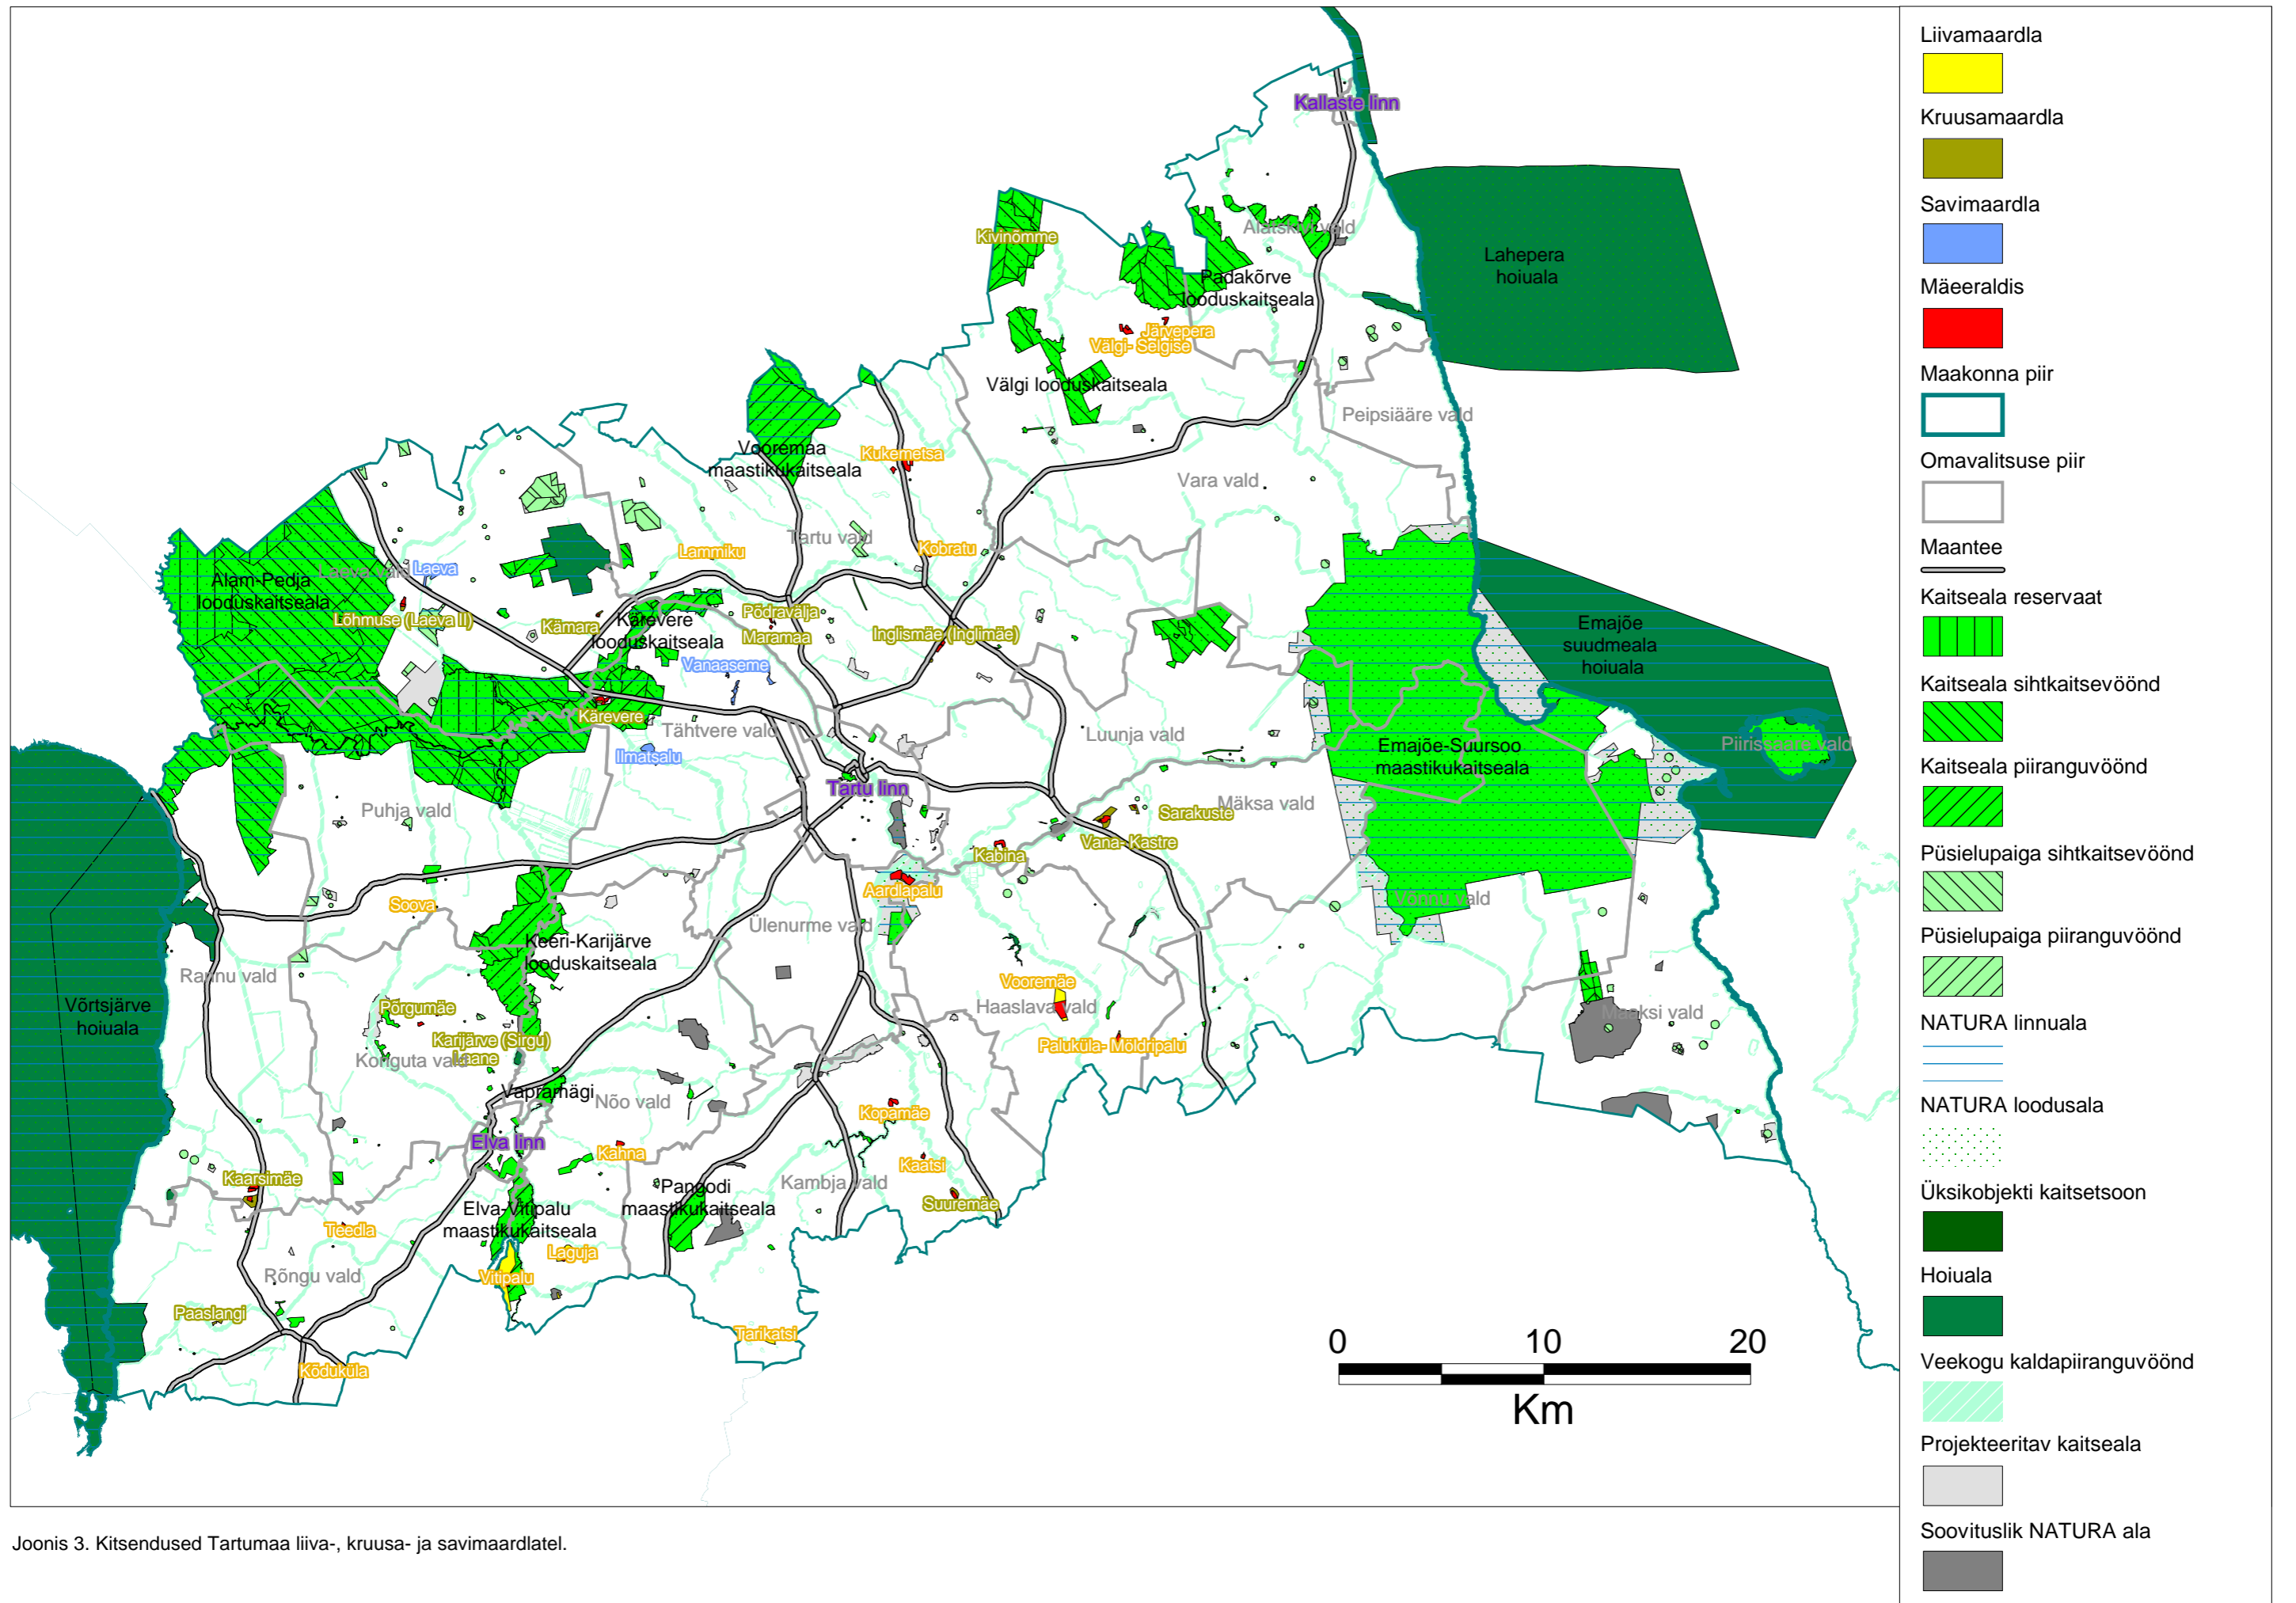 Kallaste linn
Alatskivi vald
Kivinõmme
Padakõrve
looduskaitseala
Lahepera
hoiuala
Järvepera
Välgi- Selgise
Välgi looduskaitseala
Peipsiääre vald
Vooremaa
maastikukaitseala
Kukemetsa
Vara vald
Tartu vald
Lammiku
Kobratu
Laeva vald
Laeva
Alam-Pedja
looduskaitseala
Lõhmuse (Laeva II)
Kämara
Kärevere
looduskaitseala
Põdravälja
Maramaa
Inglismäe (Inglimäe)
Vanaaseme
Emajõe
suudmeala
hoiuala
Kärevere
Tähtvere vald
Ilmatsalu
Luunja vald
Emajõe-Suursoo
maastikukaitseala
Piirissaare vald
Tartu linn
Puhja vald
Mäksa vald
Sarakuste
Vana- Kastre
Kabina
Aardlapalu
Soova
Võnnu vald
Ülenurme vald
Keeri-Karijärve
looduskaitseala
Rannu vald
Võrtsjärve
hoiuala
Vooremäe
Haaslava vald
Põrgumäe
Meeksi vald
Karijärve (Sirgu)
Laane
Konguta vald
Paluküla- Möldripalu
Vapramägi
Nõo vald
Kopamäe
Elva linn
Kahna
Kaatsi
Kaarsimäe
Kambja vald
Pangodi
maastikukaitseala
Suuremäe
Elva-Vitipalu
maastikukaitseala
Teedla
Laguja
Vitipalu
Rõngu vald
Paaslangi
Tarikatsi
Kõduküla
0 10 20
Km
Liivamaardla
Kruusamaardla
Savimaardla
Mäeeraldis
Maakonna piir
Omavalitsuse piir
Maantee
Kaitseala reservaat
Kaitseala sihtkaitsevöönd
Kaitseala piiranguvöönd
Püsielupaiga sihtkaitsevöönd
Püsielupaiga piiranguvöönd
NATURA linnuala
NATURA loodusala
Üksikobjekti kaitsetsoon
Hoiuala
Veekogu kaldapiiranguvöönd
Projekteeritav kaitseala
Soovituslik NATURA ala
Joonis 3. Kitsendused Tartumaa liiva-, kruusa- ja savimaardlatel.